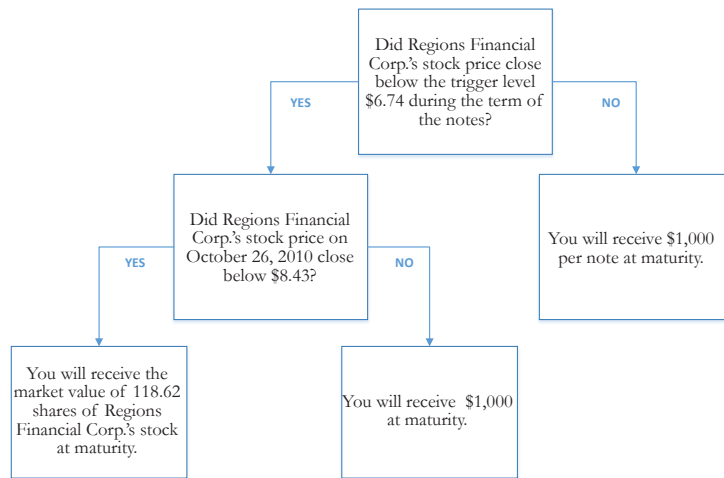 Did Regions Financial
Corp.'s stock price close
below the trigger level
$6.74 during the term of
the notes?
YES
NO
Did Regions Financial
Corp.'s stock price on
October 26, 2010 close
below $8.43?
You will receive $1,000
per note at maturity.
YES
NO
You will receive the
market value of 118.62
shares of Regions
Financial Corp.'s stock
at maturity.
You will receive $1,000
at maturity.